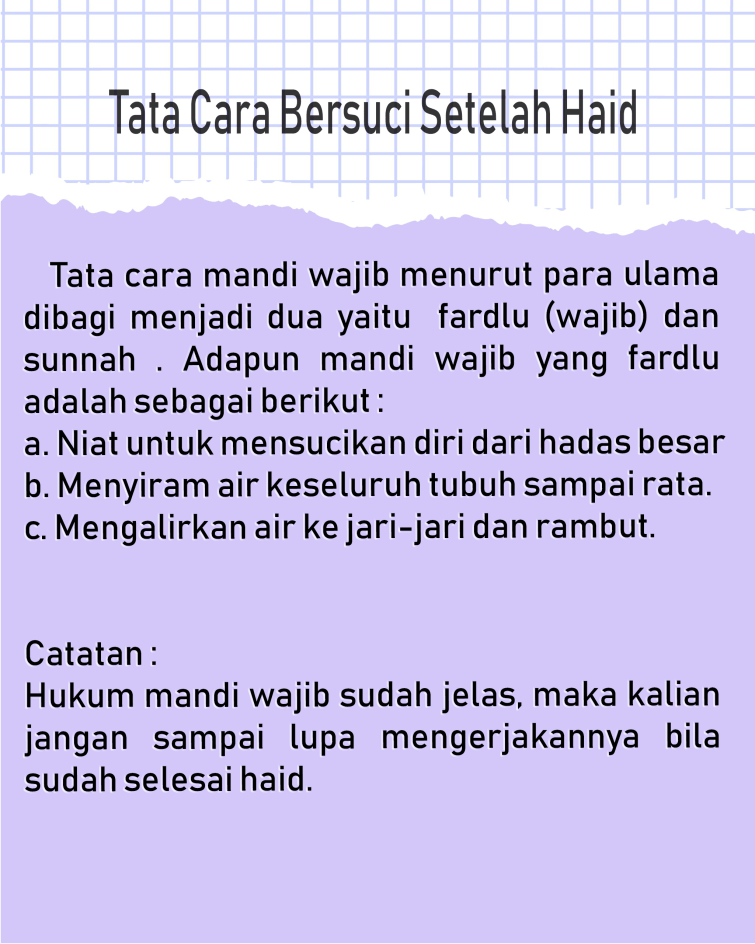 Tata Cara Bersuci Setelah Haid
Tata cara mandi wajib menurut para ulama
dibagi menjadi dua yaitu fardlu (wajib) dan
sunnah . Adapun mandi wajib yang fardlu
adalah sebagai berikut :
a. Niat untuk mensucikan diri dari hadas besar
b. Menyiram air keseluruh tubuh sampai rata.
c. Mengalirkan air ke jari-jari dan rambut.
Catatan :
Hukum mandi wajib sudah jelas, maka kalian
jangan sampai lupa mengerjakannya bila
sudah selesai haid.